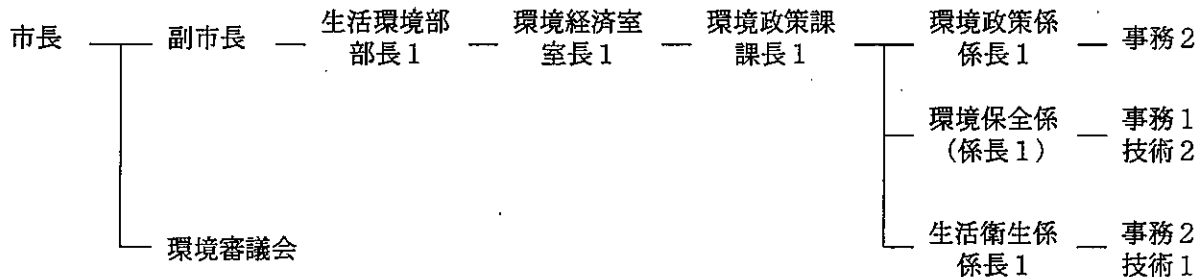 市長 副市長 生活環境部 部長1 環境経済室 室長1 環境政策課 課長1 環境政策係 係長1 事務2
環境保全係 (係長1) 事務1 技術2
環境審議会 生活衛生係 係長1 事務2 技術1